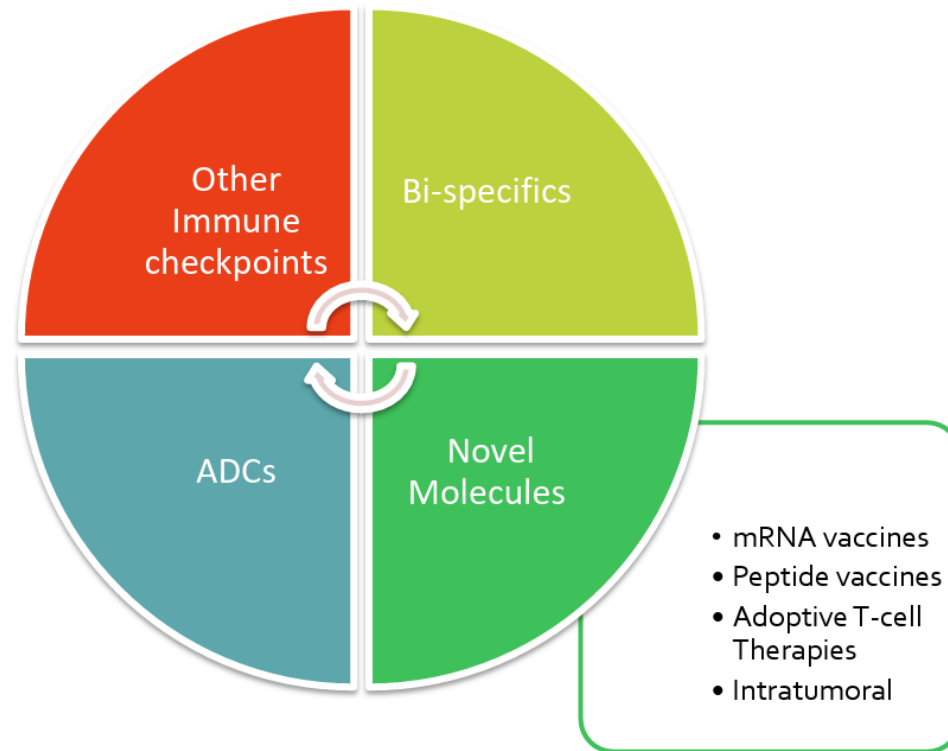 Other
Immune
checkpoints
Bi-specifics
ADCs
Novel
Molecules
• mRNA vaccines
• Peptide vaccines
• Adoptive T-cell
Therapies
• Intratumoral